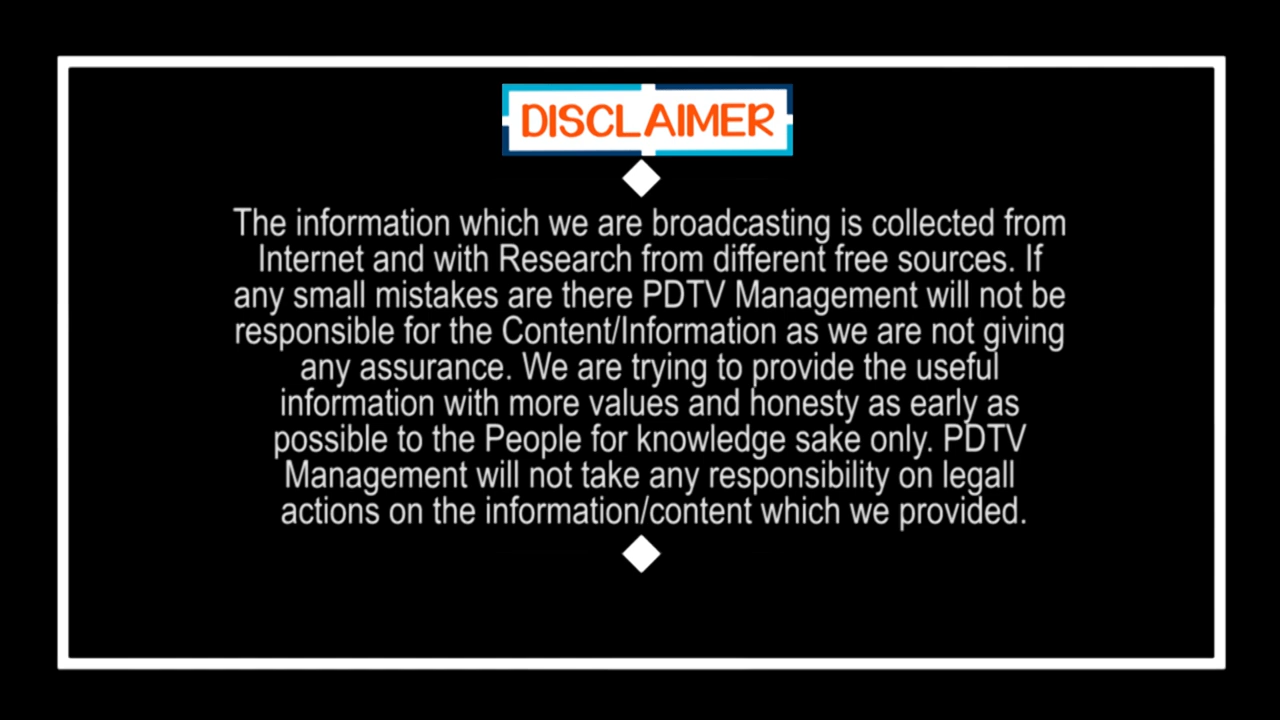 DISCLAIMER
The information which we are broadcasting is collected from
Internet and with Research from different free sources. If
any small mistakes are there PDTV Management will not be
responsible for the Content/Information as we are not giving
any assurance. We are trying to provide the useful
information with more values and honesty as early as
possible to the People for knowledge sake only. PDTV
Management will not take any responsibility on legall
actions on the information/content which we provided.